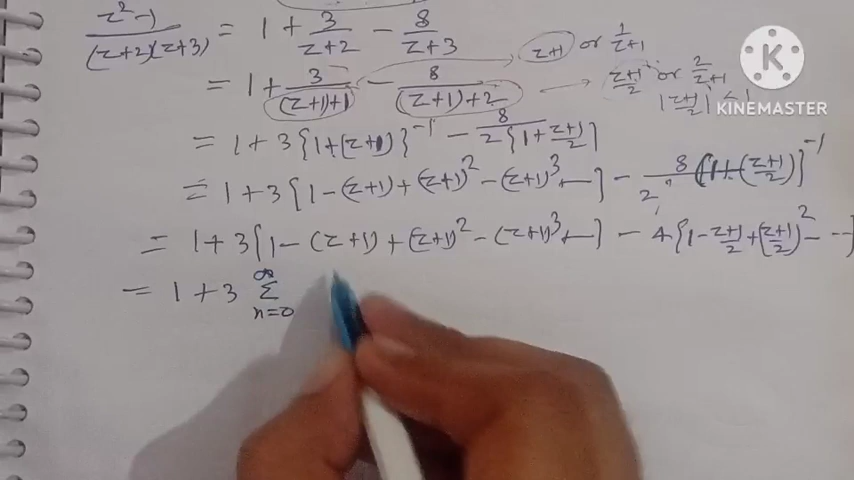 z²-1/(z+2)(z+3) = 1 + 3/(z+2) - 8/(z+3)
z+1 or 1/(z+1)
= 1 + 3/((z+1)+1) - 8/((z+1)+2)
(z+1)/2 or 2/(z+1)
|(z+1)/2| < 1
= 1 + 3{1+(z+1)}⁻¹ - 8/2{1+(z+1)/2}
= 1 + 3{1-(z+1)+(z+1)²-(z+1)³+--} - 8/2 {1+((z+1)/2)}⁻¹
= 1 + 3{1-(z+1)+(z+1)²-(z+1)³+--} - 4{1-(z+1)/2+((z+1)/2)²- ---}
= 1 + 3 ∞Σn=0
KINEMASTER